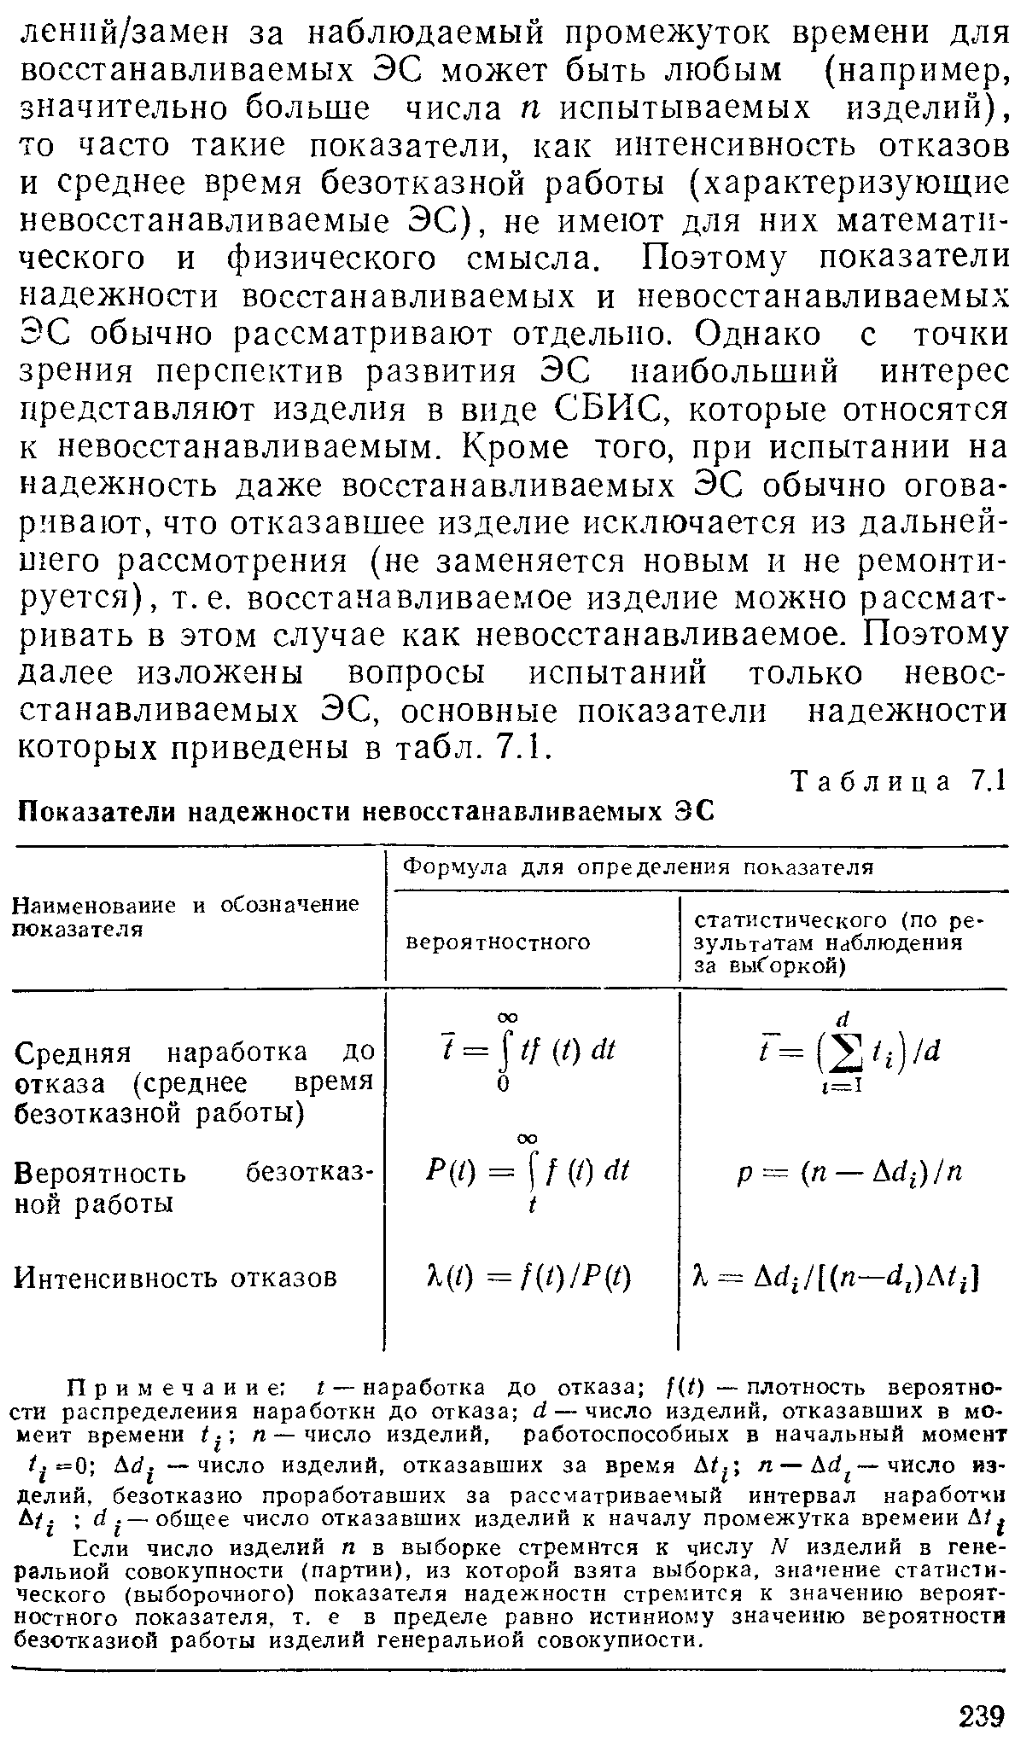 лений/замен за наблюдаемый промежуток времени для
восстанавливаемых ЭС может быть любым (например,
значительно больше числа n испытываемых изделий),
то часто такие показатели, как интенсивность отказов
и среднее время безотказной работы (характеризующие
невосстанавливаемые ЭС), не имеют для них математи-
ческого и физического смысла. Поэтому показатели
надежности восстанавливаемых и невосстанавливаемых
ЭС обычно рассматривают отдельно. Однако с точки
зрения перспектив развития ЭС наибольший интерес
представляют изделия в виде СБИС, которые относятся
к невосстанавливаемым. Кроме того, при испытании на
надежность даже восстанавливаемых ЭС обычно огова-
ривают, что отказавшее изделие исключается из дальней-
шего рассмотрения (не заменяется новым и не ремонти-
руется), т. е. восстанавливаемое изделие можно рассмат-
ривать в этом случае как невосстанавливаемое. Поэтому
далее изложены вопросы испытаний только невос-
станавливаемых ЭС, основные показатели надежности
которых приведены в табл. 7.1.
Таблица 7.1
Показатели надежности невосстанавливаемых ЭС
Наименование и обозначение
показателя
Формула для определения показателя
вероятностного
статистического (по ре-
зультатам наблюдения
за выборкой)
Средняя наработка до
отказа (среднее время
безотказной работы)
t̄ = ∫₀^∞ tf (t) dt
t̄ = (∑_{i=1}^{d} t_i)/d
Вероятность безотказ-
ной работы
P(t) = ∫_t^∞ f (t) dt
p = (n — Δd_i)/n
Интенсивность отказов
λ(t) = f(t)/P(t)
λ = Δd_i/[(n—d_i)Δt_i]
Примечание: t — наработка до отказа; f(t) — плотность вероятно-
сти распределения наработки до отказа; d — число изделий, отказавших в мо-
мент времени t_i; n — число изделий, работоспособных в начальный момент
t_i=0; Δd_i — число изделий, отказавших за время Δt_i; n — Δd_i — число из-
делий, безотказно проработавших за рассматриваемый интервал наработки
Δt_i ; d_i — общее число отказавших изделий к началу промежутка времени Δt_i
Если число изделий n в выборке стремится к числу N изделий в гене-
ральной совокупности (партии), из которой взята выборка, значение статисти-
ческого (выборочного) показателя надежности стремится к значению вероят-
ностного показателя, т. е в пределе равно истинному значению вероятности
безотказной работы изделий генеральной совокупности.
239